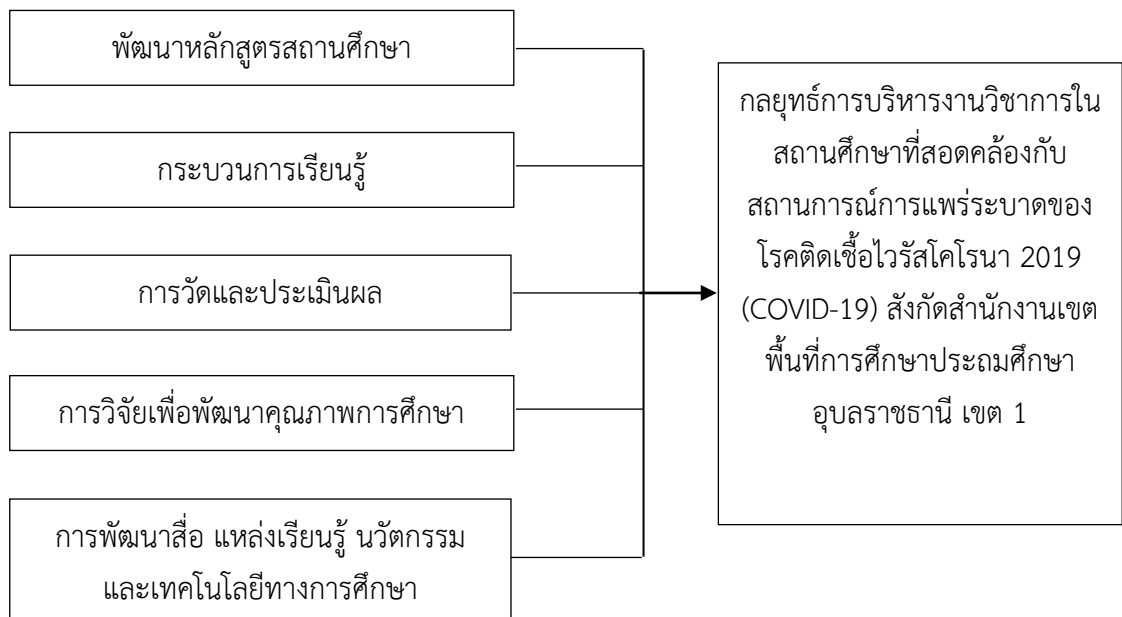 พัฒนาหลักสูตรสถานศึกษา
กระบวนการเรียนรู้
การวัดและประเมินผล
การวิจัยเพื่อพัฒนาคุณภาพการศึกษา
การพัฒนาสื่อ แหล่งเรียนรู้ นวัตกรรม
และเทคโนโลยีทางการศึกษา
กลยุทธ์การบริหารงานวิชาการใน
สถานศึกษาที่สอดคล้องกับ
สถานการณ์การแพร่ระบาดของ
โรคติดเชื้อไวรัสโคโรนา 2019
(COVID-19) สังกัดสำนักงานเขต
พื้นที่การศึกษาประถมศึกษา
อุบลราชธานี เขต 1